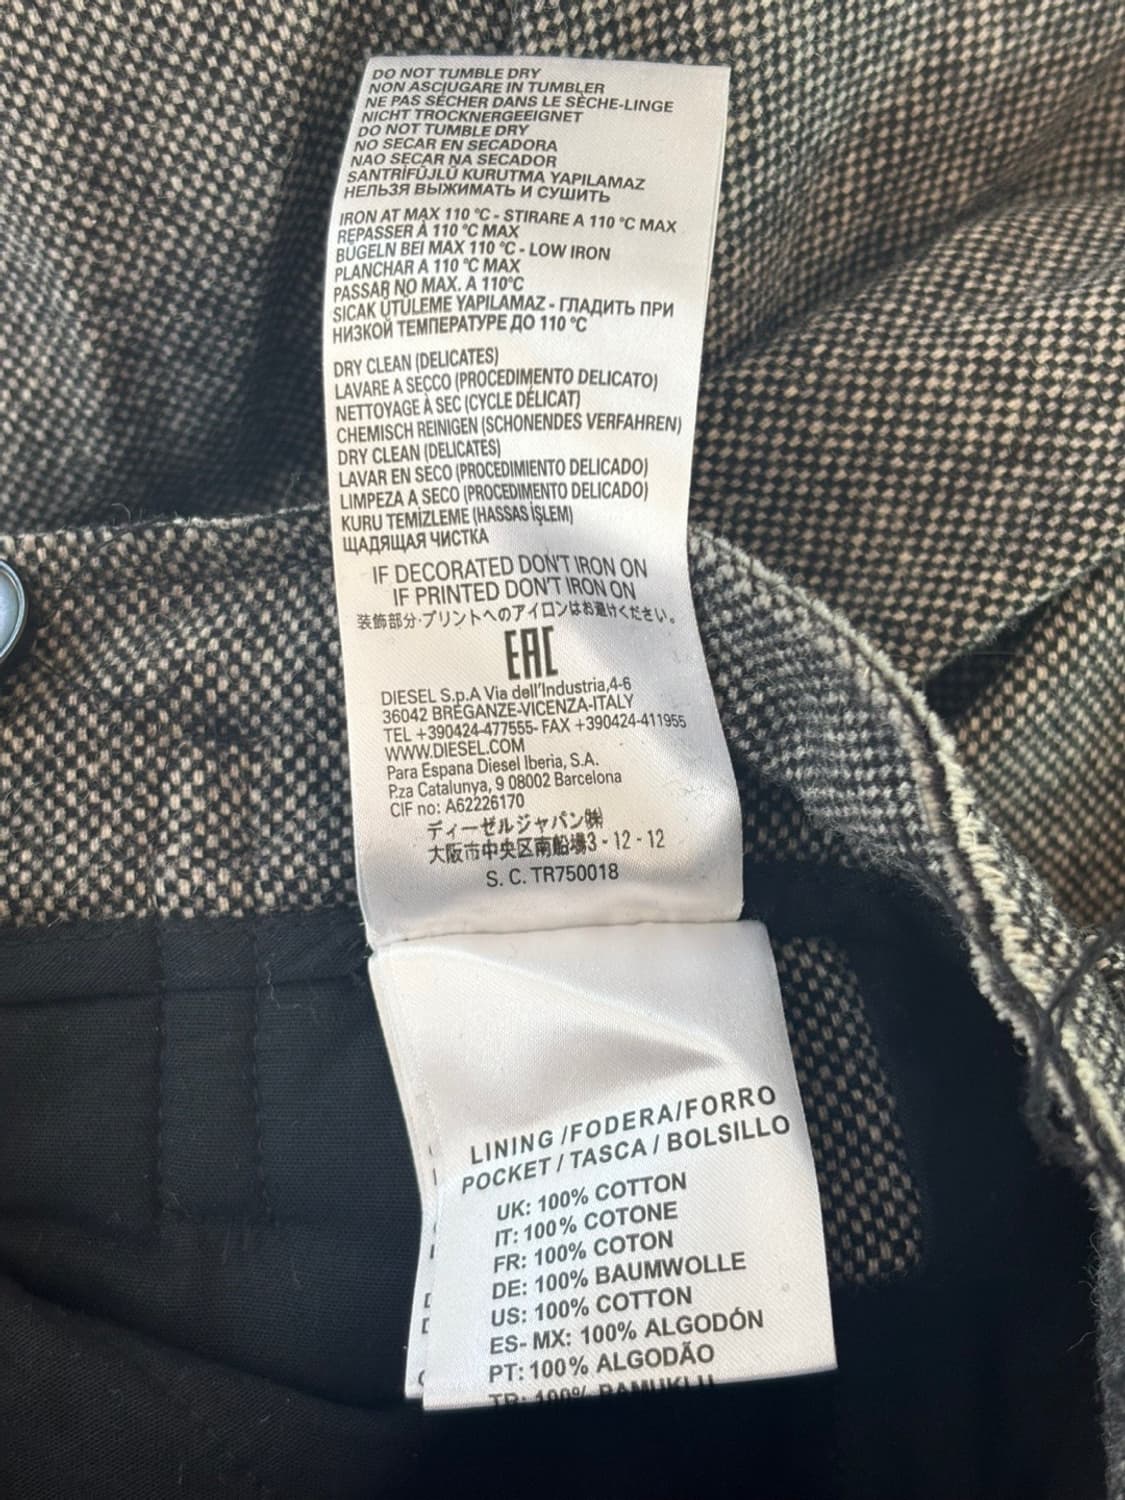 DO NOT TUMBLE DRY
NON ASCIUGARE IN TUMBLER
NE PAS SÉCHER DANS LE SÈCHE-LINGE
NICHT TROCKNERGEEIGNET
DO NOT TUMBLE DRY
NO SECAR EN SECADORA
NAO SECAR NA SECADOR
SANTRİFÜJLÜ KURUTMA YAPILAMAZ
НЕЛЬЗЯ ВЫЖИМАТЬ И СУШИТЬ
IRON AT MAX 110 °C - STIRARE A 110 °C MAX
REPASSER À 110 °C MAX
BÜGELN BEI MAX 110 °C - LOW IRON
PLANCHAR A 110 °C MAX
PASSAR NO MAX. A 110°C
SICAK ÜTÜLEME YAPILAMAZ - ГЛАДИТЬ ПРИ
НИЗКОЙ ТЕМПЕРАТУРЕ ДО 110 °C
DRY CLEAN (DELICATES)
LAVARE A SECCO (PROCEDIMENTO DELICATO)
NETTOYAGE À SEC (CYCLE DÉLICAT)
CHEMISCH REINIGEN (SCHONENDES VERFAHREN)
DRY CLEAN (DELICATES)
LAVAR EN SECO (PROCEDIMIENTO DELICADO)
LIMPEZA A SECO (PROCEDIMENTO DELICADO)
KURU TEMİZLEME (HASSAS İŞLEM)
ЩАДЯЩАЯ ЧИСТКА
IF DECORATED DON'T IRON ON
IF PRINTED DON'T IRON ON
装飾部分・プリントへのアイロンはお避けください。
EAC
DIESEL S.p.A Via dell'Industria,4-6
36042 BREGANZE-VICENZA-ITALY
TEL +390424-477555- FAX +390424-411955
WWW.DIESEL.COM
Para Espana Diesel Iberia, S.A.
P.za Catalunya, 9 08002 Barcelona
CIF no: A62226170
ディーゼルジャパン㈱
大阪市中央区南船場3-12-12
S. C. TR750018
LINING /FODERA/FORRO
POCKET / TASCA / BOLSILLO
UK: 100% COTTON
IT: 100% COTONE
FR: 100% COTON
DE: 100% BAUMWOLLE
US: 100% COTTON
ES- MX: 100% ALGODÓN
PT: 100% ALGODÃO
TR: 100% PAMUKLU